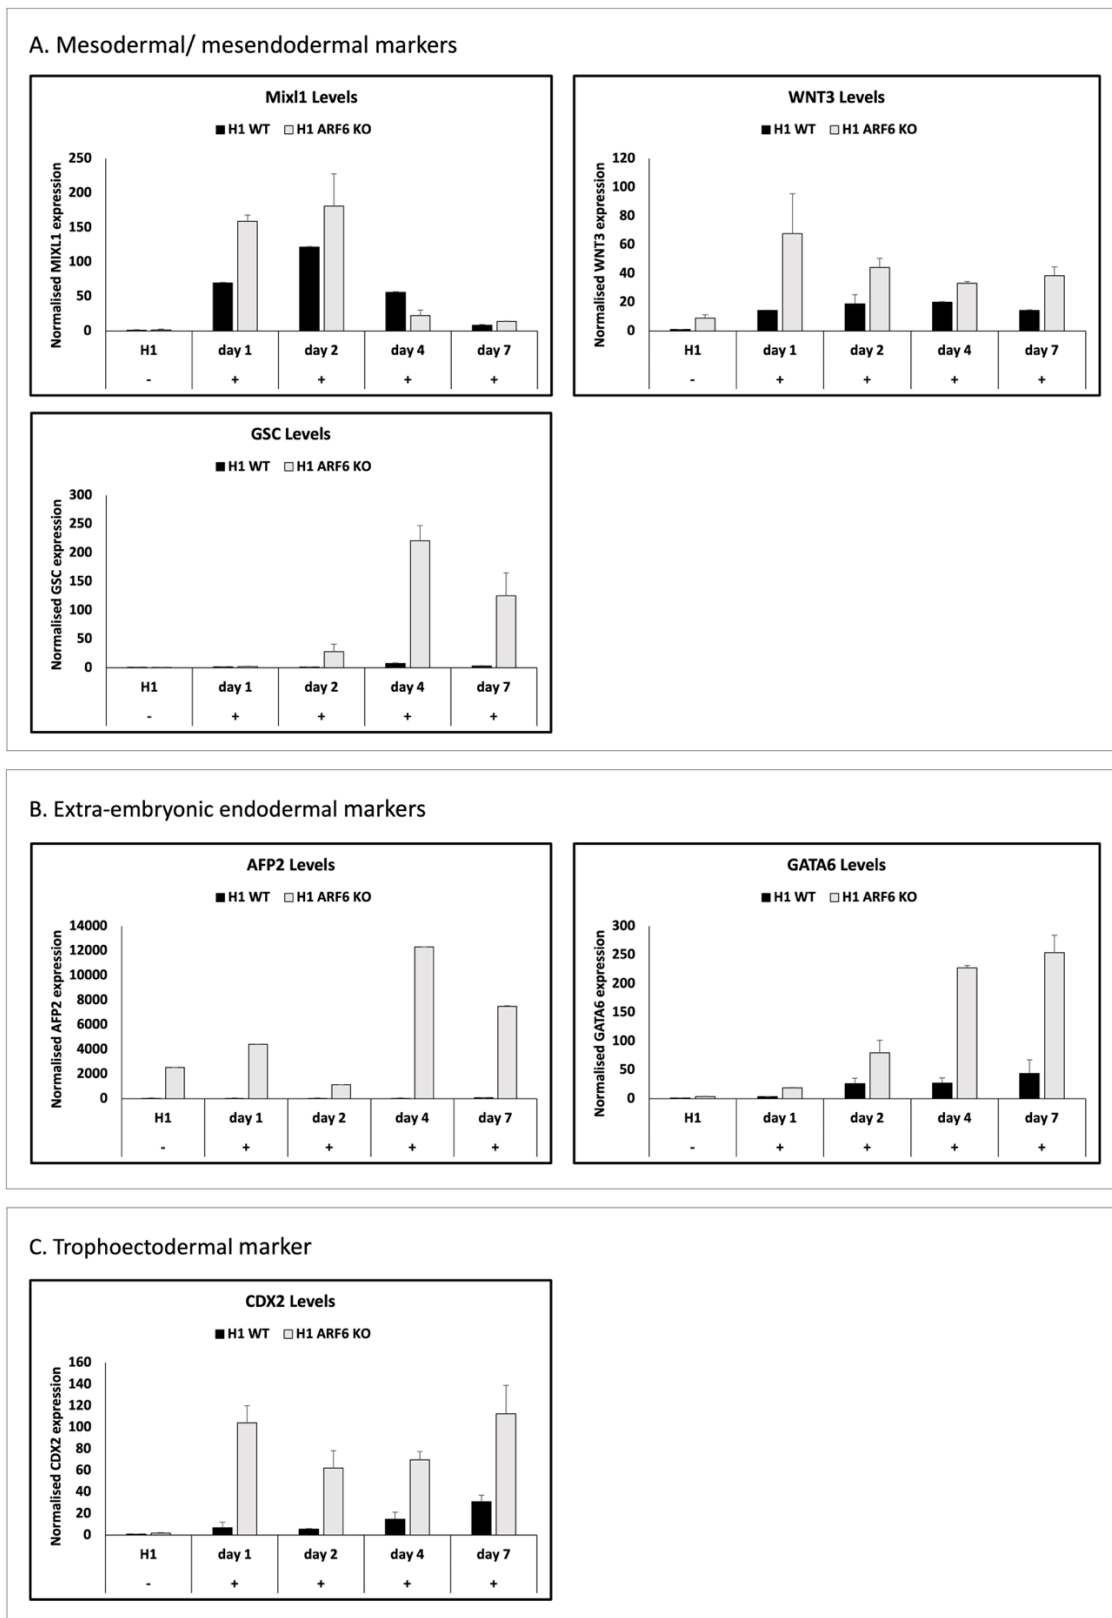 A. Mesodermal/ mesendodermal markers
Mixl1 Levels
H1 WT H1 ARF6 KO
Normalised MIXL1 expression
250
200
150
100
50
0
H1 day 1 day 2 day 4 day 7
- + + + +
WNT3 Levels
H1 WT H1 ARF6 KO
Normalised WNT3 expression
120
100
80
60
40
20
0
H1 day 1 day 2 day 4 day 7
- + + + +
GSC Levels
H1 WT H1 ARF6 KO
Normalised GSC expression
300
250
200
150
100
50
0
H1 day 1 day 2 day 4 day 7
- + + + +
B. Extra-embryonic endodermal markers
AFP2 Levels
H1 WT H1 ARF6 KO
Normalised AFP2 expression
14000
12000
10000
8000
6000
4000
2000
0
H1 day 1 day 2 day 4 day 7
- + + + +
GATA6 Levels
H1 WT H1 ARF6 KO
Normalised GATA6 expression
300
250
200
150
100
50
0
H1 day 1 day 2 day 4 day 7
- + + + +
C. Trophoectodermal marker
CDX2 Levels
H1 WT H1 ARF6 KO
Normalised CDX2 expression
160
140
120
100
80
60
40
20
0
H1 day 1 day 2 day 4 day 7
- + + + +